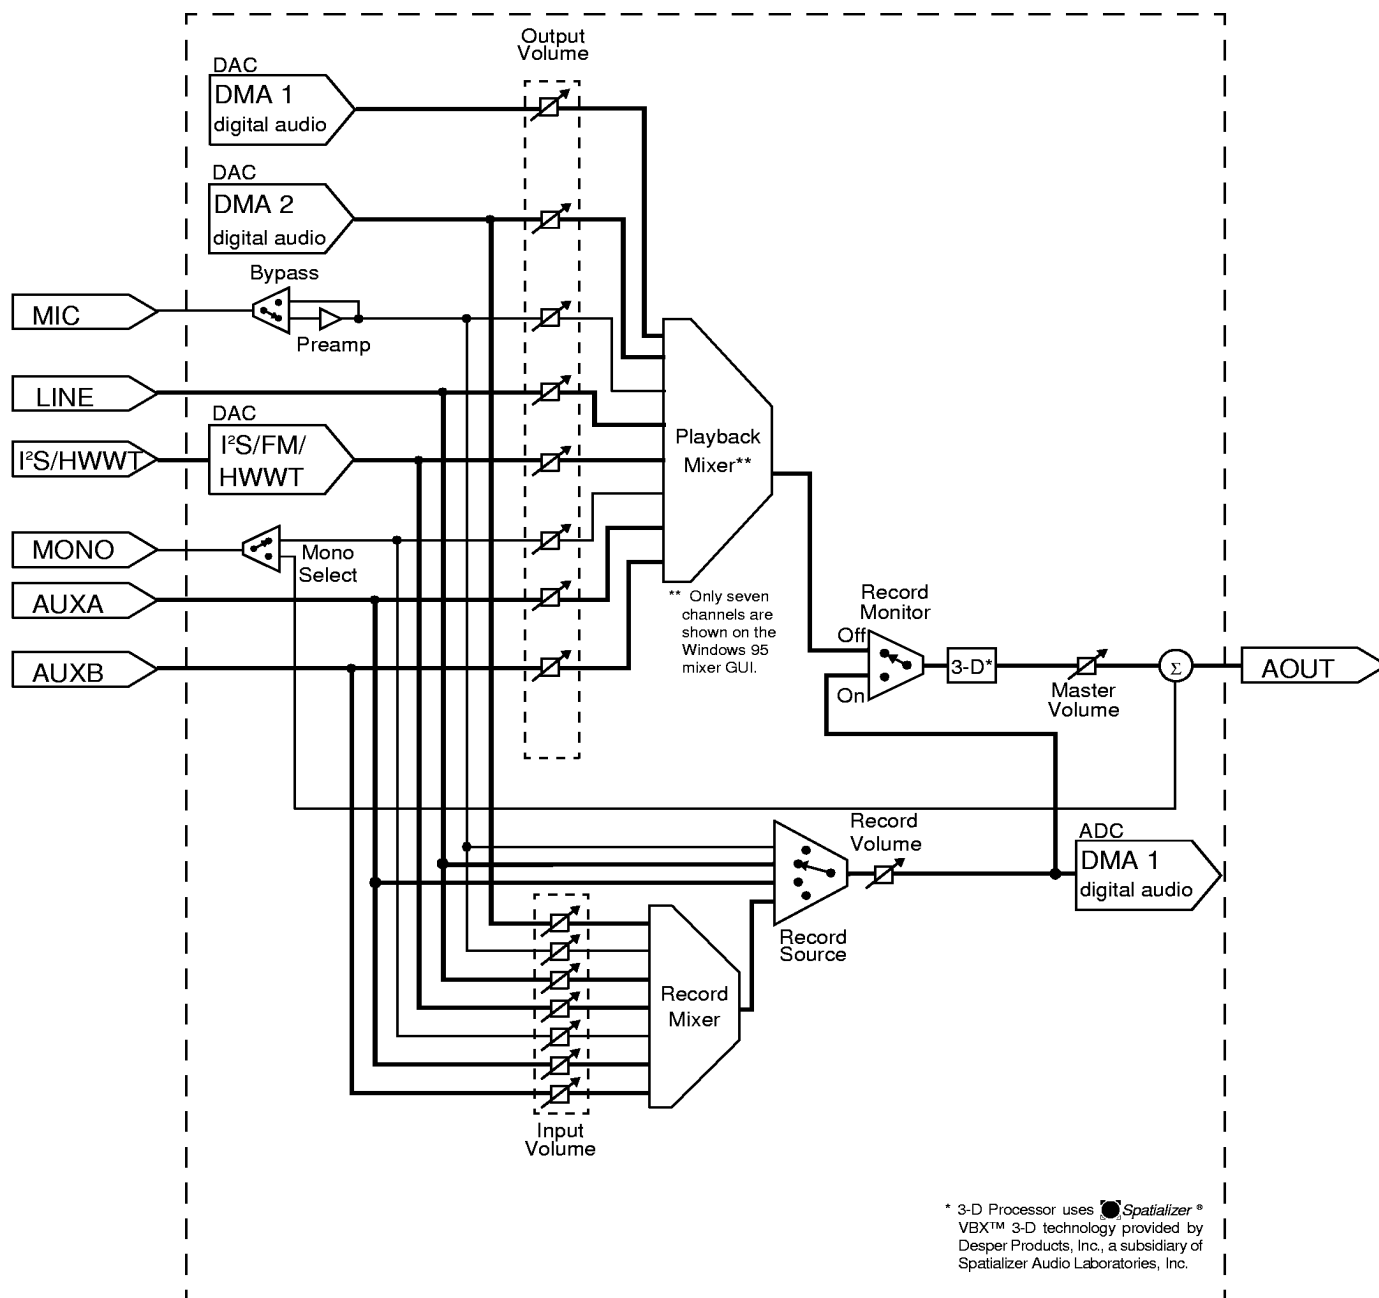 Output
Volume
DAC
DMA 1
digital audio
DAC
DMA 2
digital audio
Bypass
MIC
Preamp
LINE
DAC
I²S/HWWT
I²S/FM/
HWWT
Playback
Mixer**
MONO
Mono
Select
AUXA
AUXB
** Only seven
channels are
shown on the
Windows 95
mixer GUI.
Record
Monitor
Off
On
3-D*
Master
Volume
Σ
AOUT
Record
Volume
ADC
DMA 1
digital audio
Record
Source
Record
Mixer
Input
Volume
* 3-D Processor uses Spatializer ®
VBX™ 3-D technology provided by
Desper Products, Inc., a subsidiary of
Spatializer Audio Laboratories, Inc.